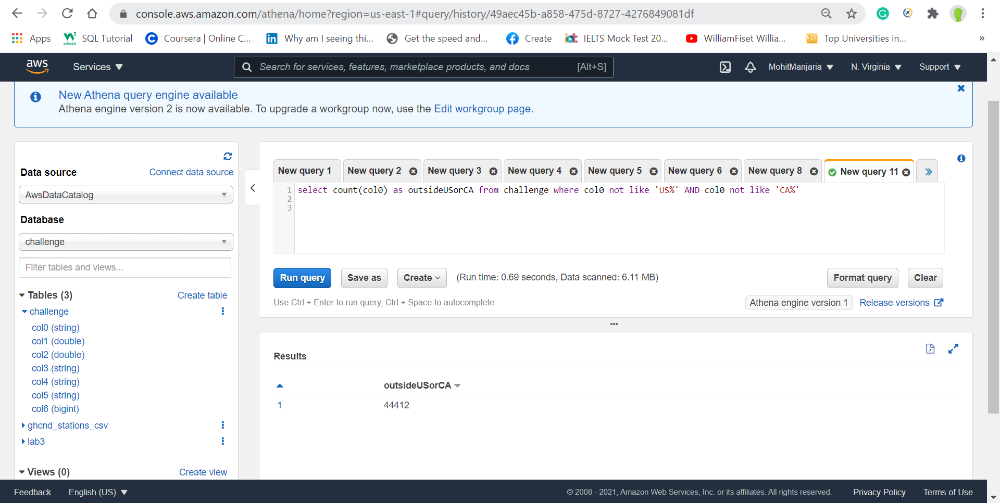 console.aws.amazon.com/athena/home?region=us-east-1#query/history/49aec45b-a858-475d-8727-4276849081df
Apps SQL Tutorial Coursera | Online C... Why am I seeing thi... Get the speed and... Create IELTS Mock Test 20... WilliamFiset Willia... Top Universities in... »
aws Services Search for services, features, marketplace products, and docs [Alt+S] MohitManjaria N. Virginia Support
New Athena query engine available
Athena engine version 2 is now available. To upgrade a workgroup now, use the Edit workgroup page.
Data source Connect data source
AwsDataCatalog
Database
challenge
Filter tables and views...
Tables (3) Create table
challenge
col0 (string)
col1 (double)
col2 (double)
col3 (string)
col4 (string)
col5 (string)
col6 (bigint)
ghcnd_stations_csv
lab3
Views (0) Create view
New query 1 New query 2 New query 3 New query 4 New query 5 New query 6 New query 8 New query 11 »
1 select count(col0) as outsideUSorCA from challenge where col0 not like 'US%' AND col0 not like 'CA%'
2
3
Run query Save as Create (Run time: 0.69 seconds, Data scanned: 6.11 MB) Format query Clear
Use Ctrl + Enter to run query, Ctrl + Space to autocomplete Athena engine version 1 Release versions
Results
outsideUSorCA
1 44412
Feedback English (US) © 2008 - 2021, Amazon Web Services, Inc. or its affiliates. All rights reserved. Privacy Policy Terms of Use